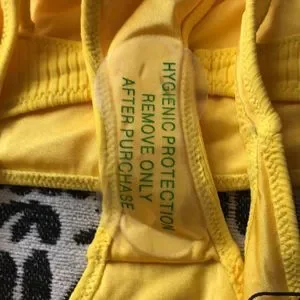 HYGIENIC PROTECTION
REMOVE ONLY
AFTER PURCHASE